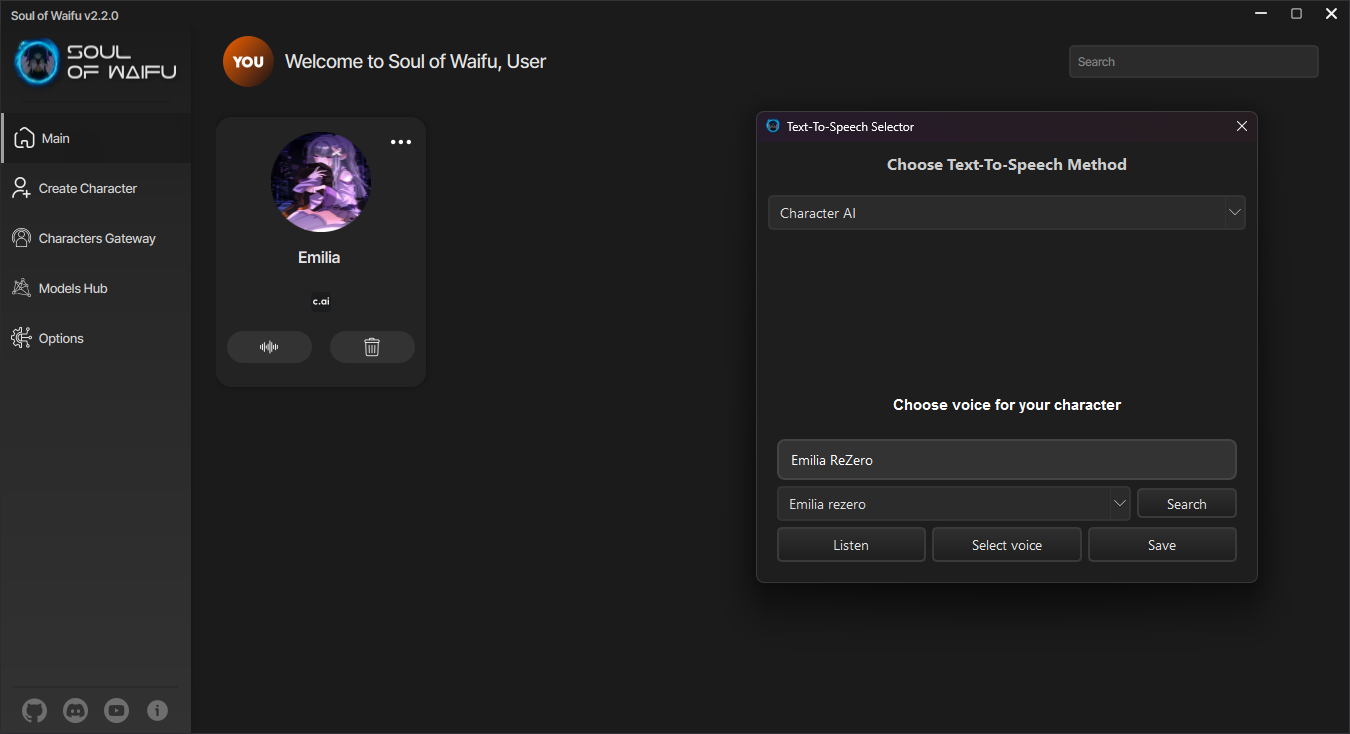 Soul of Waifu v2.2.0
SOUL
OF WAIFU
Main
Create Character
Characters Gateway
Models Hub
Options
YOU
Welcome to Soul of Waifu, User
Search
Emilia
c.ai
Text-To-Speech Selector
Choose Text-To-Speech Method
Character AI
Choose voice for your character
Emilia ReZero
Emilia rezero
Search
Listen
Select voice
Save